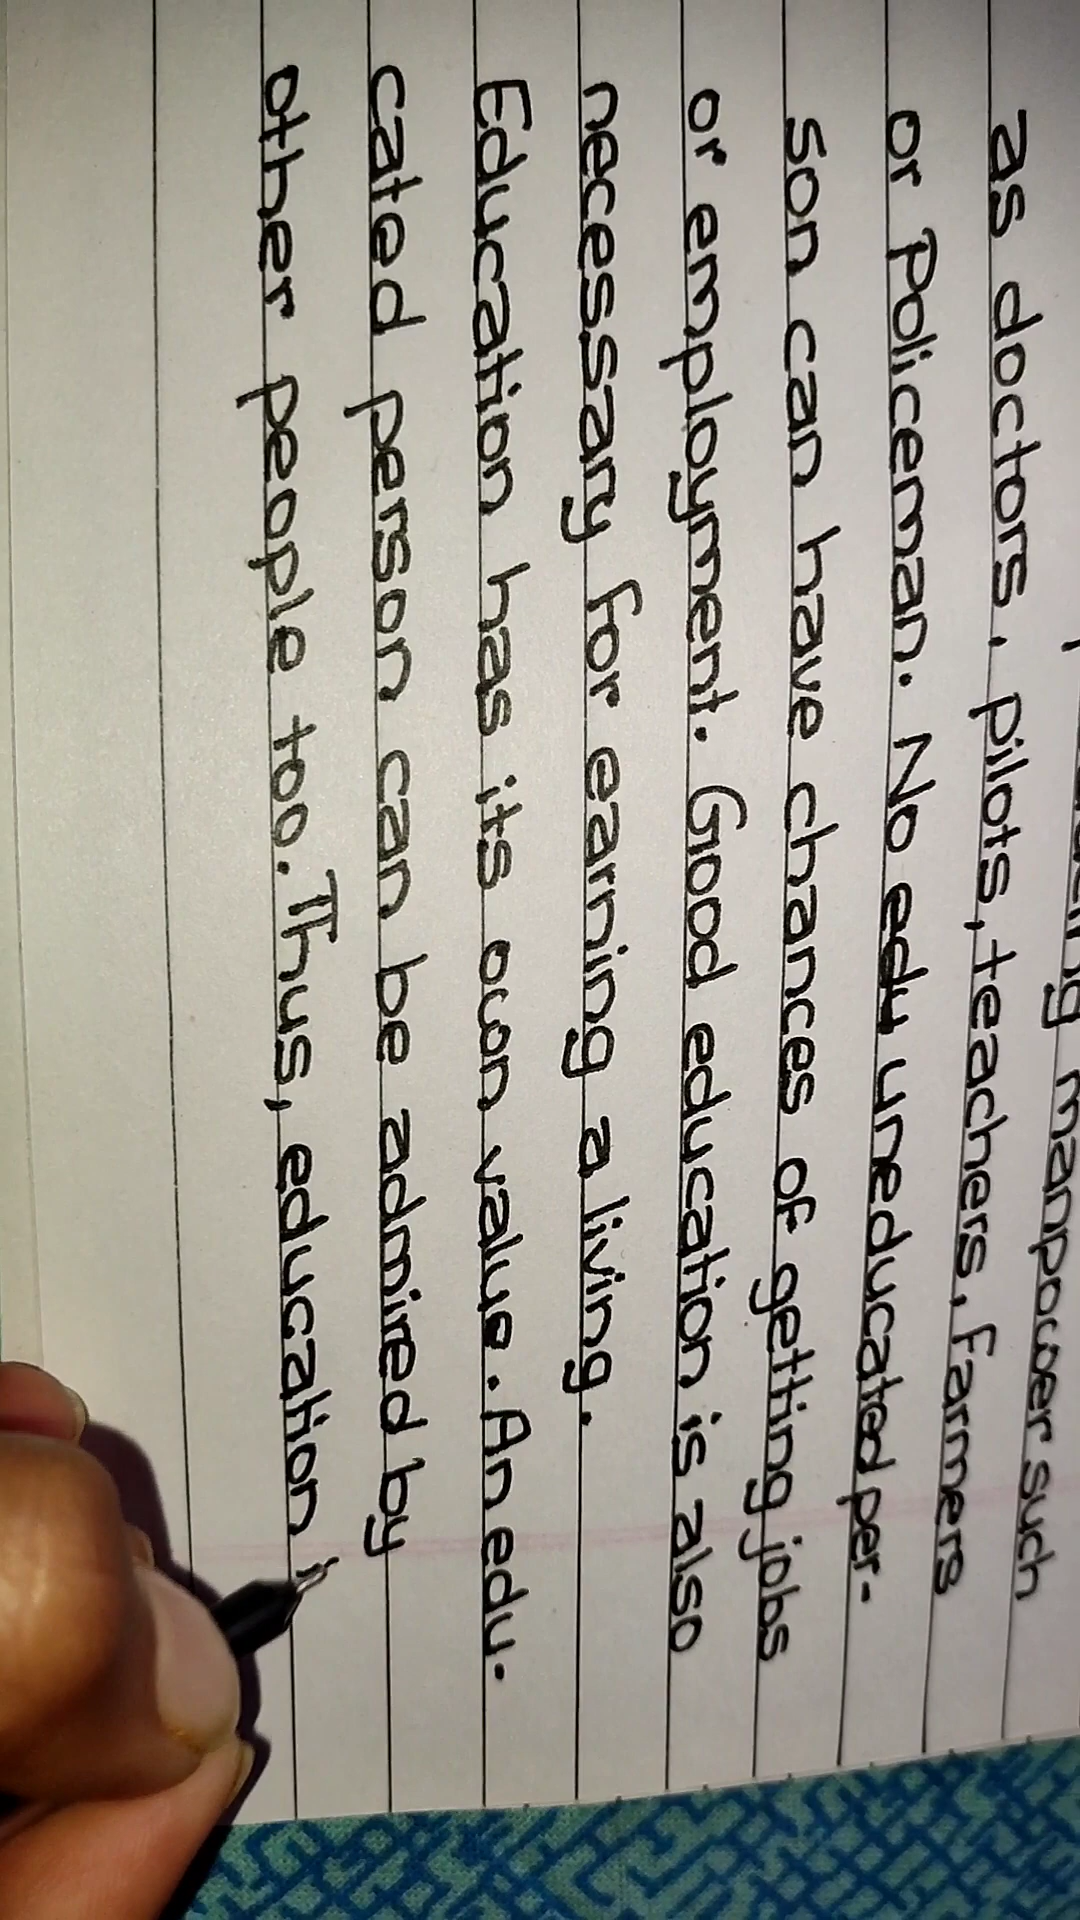 manpower such
as doctors, pilots, teachers, farmers
or Policeman. No edu uneducated per-
son can have chances of getting jobs
or employment. Good education is also
necessary for earning a living.
Education has its own value. An edu-
cated person can be admired by
other people too. Thus, education i